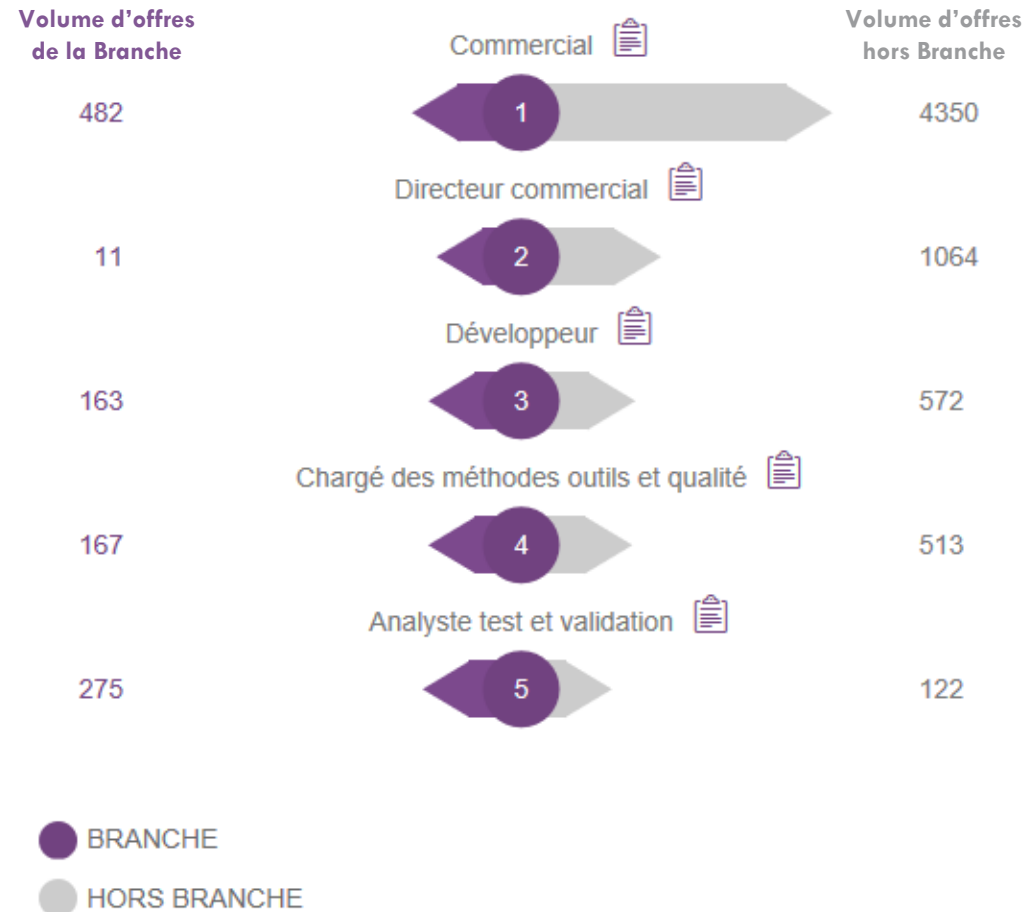 Volume d’offres
de la Branche
Volume d’offres
hors Branche
Commercial
482
1
4350
Directeur commercial
11
2
1064
Développeur
163
3
572
Chargé des méthodes outils et qualité
167
4
513
Analyste test et validation
275
5
122
BRANCHE
HORS BRANCHE